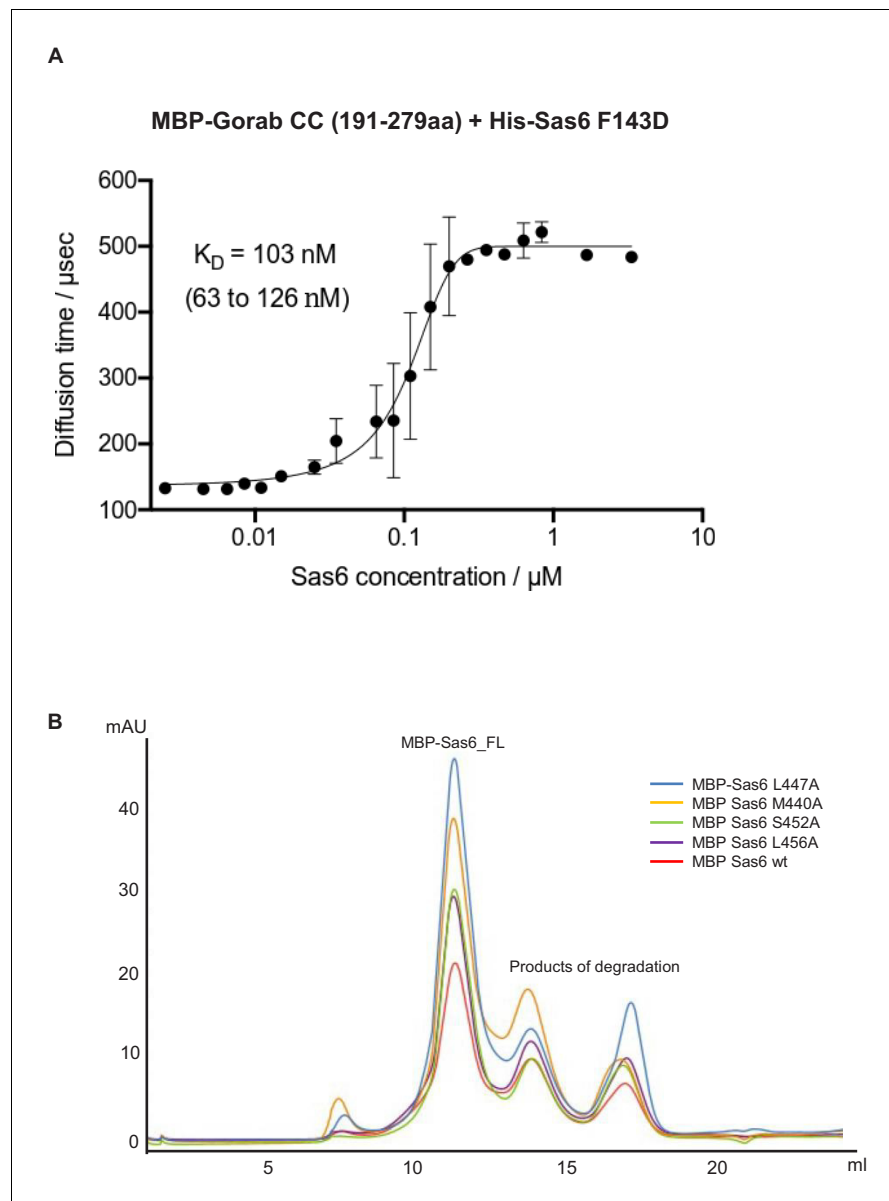 A
MBP-Gorab CC (191-279aa) + His-Sas6 F143D
600
500
400
300
200
100
Diffusion time / µsec
K_D = 103 nM
(63 to 126 nM)
0.01
0.1
1
10
Sas6 concentration / µM
B
mAU
MBP-Sas6_FL
MBP-Sas6 L447A
MBP Sas6 M440A
MBP Sas6 S452A
MBP Sas6 L456A
MBP Sas6 wt
Products of degradation
40
30
20
10
0
5
10
15
20
ml